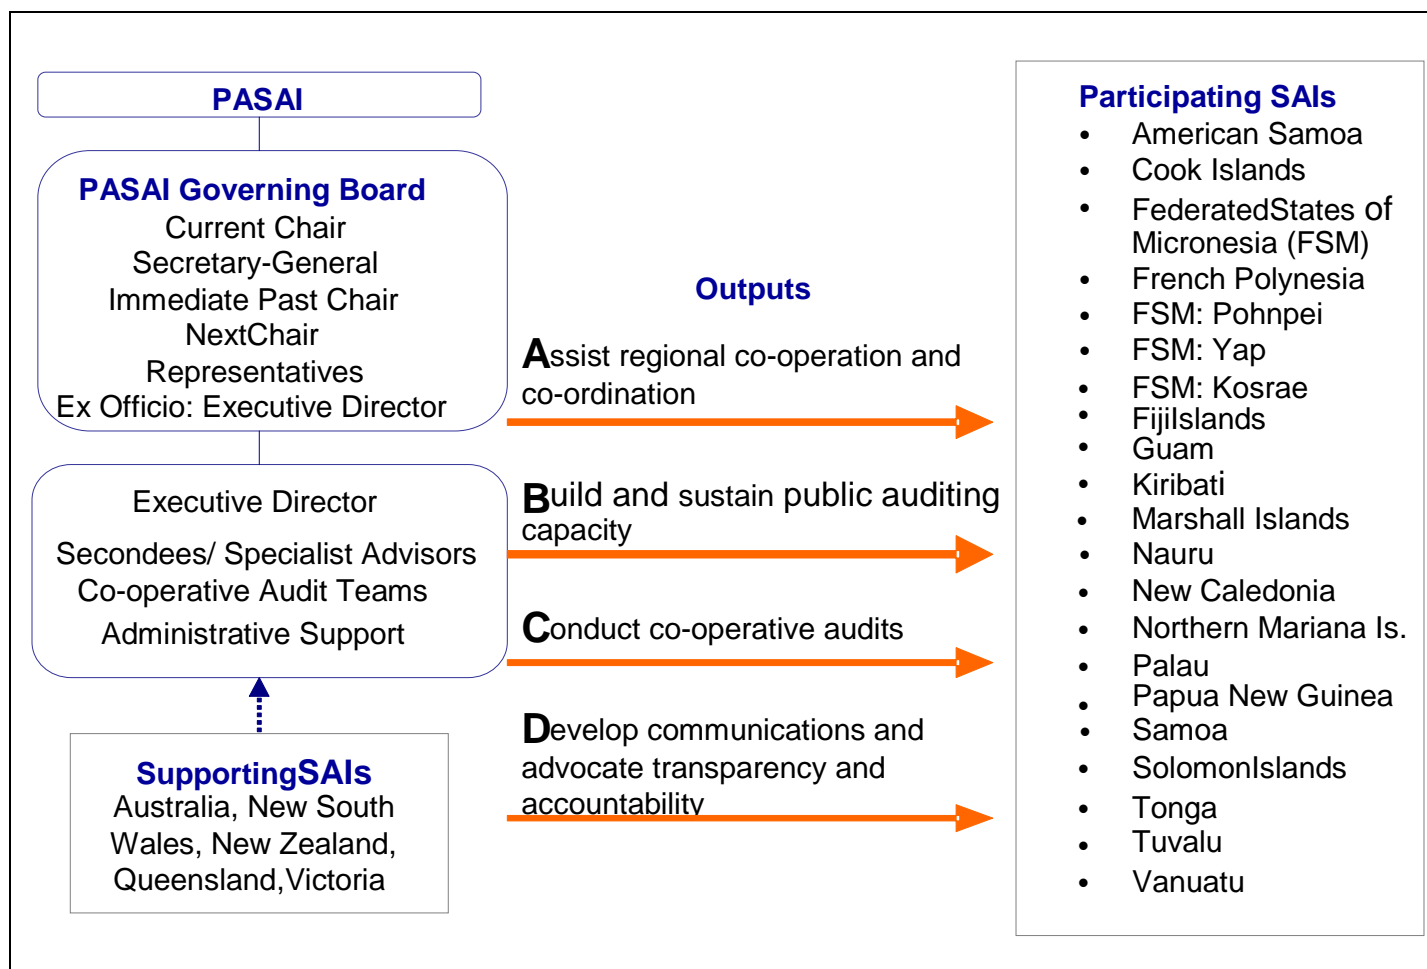 PASAI
PASAI Governing Board
Current Chair
Secretary-General
Immediate Past Chair
NextChair
Representatives
Ex Officio: Executive Director
Executive Director
Secondees/ Specialist Advisors
Co-operative Audit Teams
Administrative Support
SupportingSAIs
Australia, New South
Wales, New Zealand,
Queensland,Victoria
Outputs
Assist regional co-operation and
co-ordination
Build and sustain public auditing
capacity
Conduct co-operative audits
Develop communications and
advocate transparency and
accountability
Participating SAIs
• American Samoa
• Cook Islands
• FederatedStates of
Micronesia (FSM)
• French Polynesia
• FSM: Pohnpei
• FSM: Yap
• FSM: Kosrae
• FijiIslands
• Guam
• Kiribati
• Marshall Islands
• Nauru
• New Caledonia
• Northern Mariana Is.
• Palau
• Papua New Guinea
• Samoa
• SolomonIslands
• Tonga
• Tuvalu
• Vanuatu